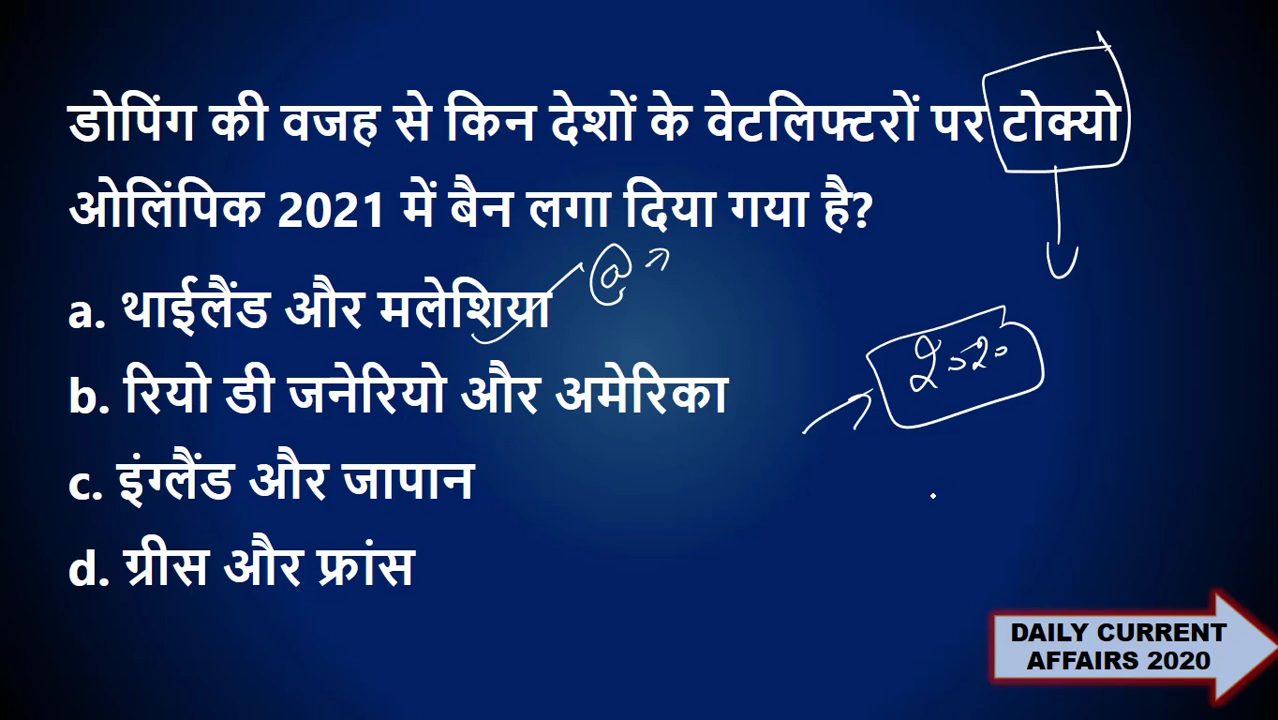 डोपिंग की वजह से किन देशों के वेटलिफ्टरों पर टोक्यो
ओलिंपिक 2021 में बैन लगा दिया गया है?
a. थाईलैंड और मलेशिया
b. रियो डी जनेरियो और अमेरिका
c. इंग्लैंड और जापान
d. ग्रीस और फ्रांस
DAILY CURRENT
AFFAIRS 2020